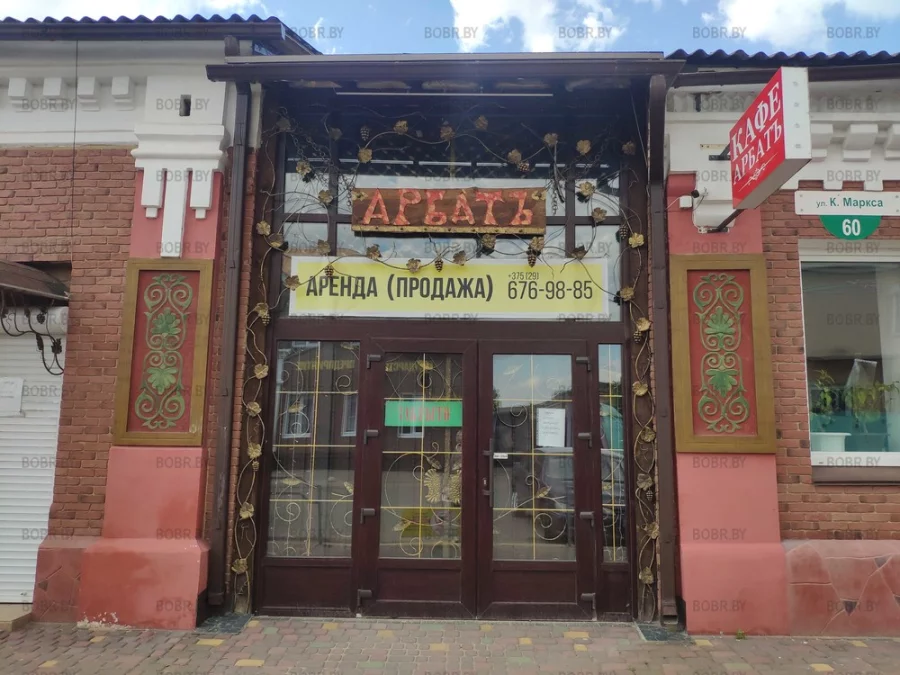 АРБАТЪ
АРЕНДА (ПРОДАЖА)
+375 (29)
676-98-85
КАФЕ
АРБАТЪ
ул. К. Маркса
60
BOBR.BY